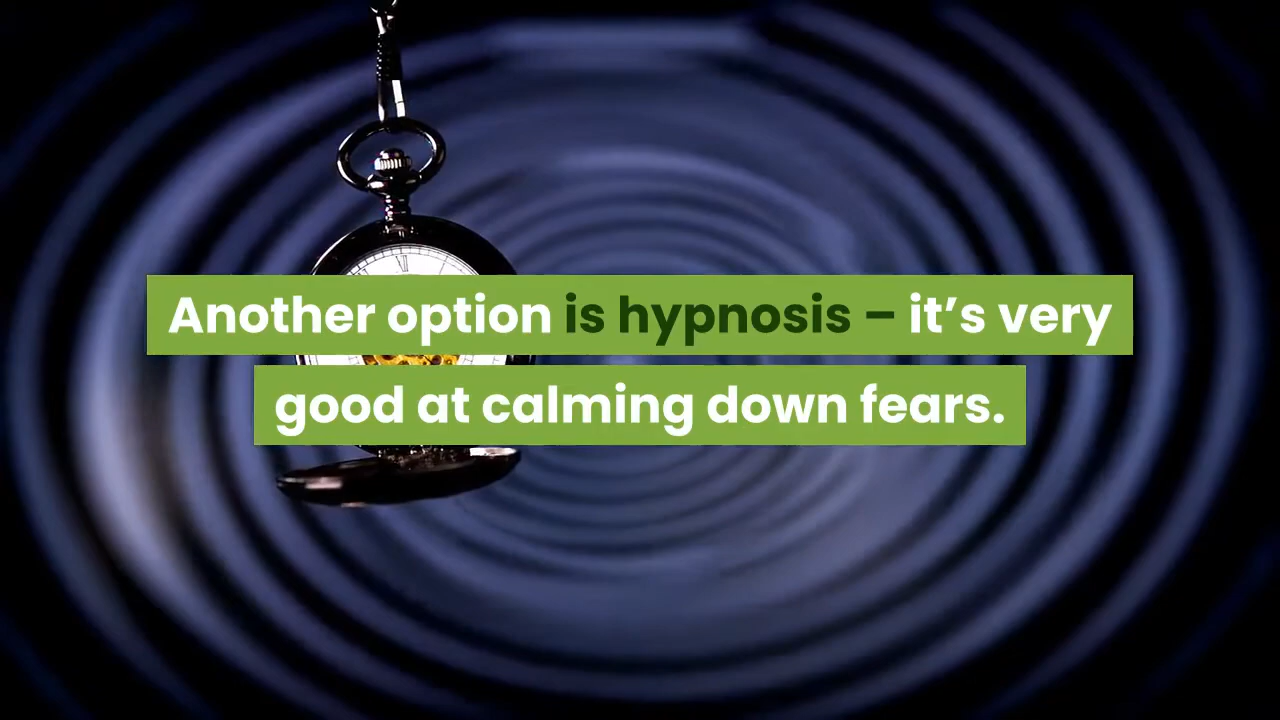 Another option is hypnosis – it’s very
good at calming down fears.